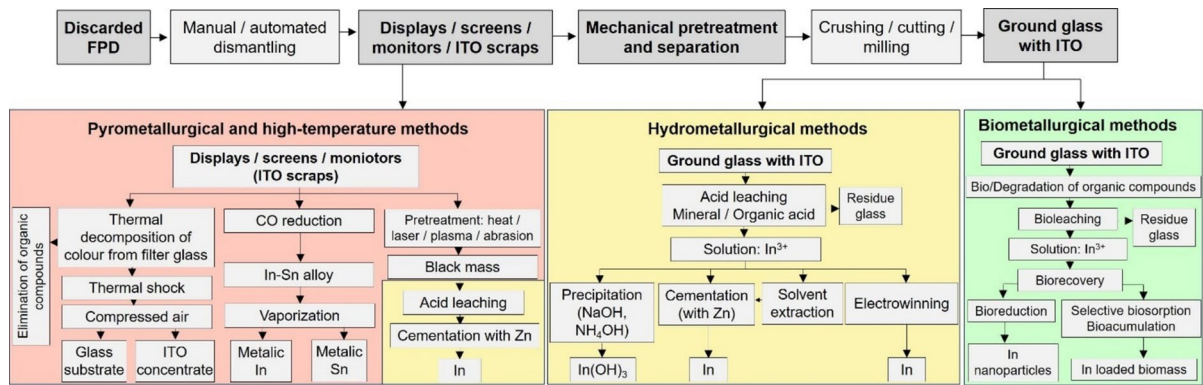 Discarded
FPD
Manual / automated
dismantling
Displays / screens /
monitors / ITO scraps
Mechanical pretreatment
and separation
Crushing / cutting /
milling
Ground glass
with ITO
Pyrometallurgical and high-temperature methods
Displays / screens / moniotors
(ITO scraps)
Elimination of organic
compounds
Thermal
decomposition of
colour from filter glass
Thermal shock
Compressed air
Glass
substrate
ITO
concentrate
CO reduction
In-Sn alloy
Vaporization
Metalic
In
Metalic
Sn
Pretreatment: heat /
laser / plasma / abrasion
Black mass
Acid leaching
Cementation with Zn
In
Hydrometallurgical methods
Ground glass with ITO
Acid leaching
Mineral / Organic acid
Residue
glass
Solution: In³⁺
Precipitation
(NaOH,
NH₄OH)
Cementation
(with Zn)
Solvent
extraction
Electrowinning
In(OH)₃
In
In
Biometallurgical methods
Ground glass with ITO
Bio/Degradation of organic compounds
Bioleaching
Residue
glass
Solution: In³⁺
Biorecovery
Bioreduction
Selective biosorption
Bioacumulation
In
nanoparticles
In loaded biomass